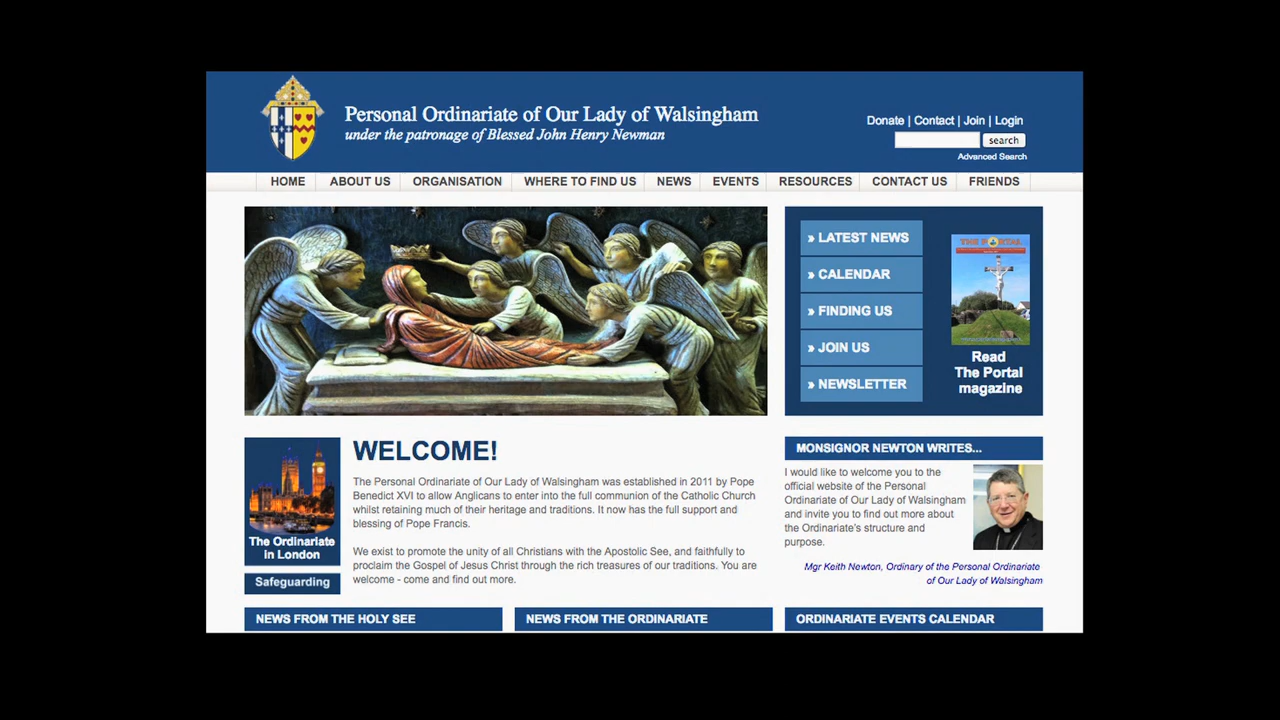 Personal Ordinariate of Our Lady of Walsingham
under the patronage of Blessed John Henry Newman
Donate | Contact | Join | Login
search
Advanced Search
HOME ABOUT US ORGANISATION WHERE TO FIND US NEWS EVENTS RESOURCES CONTACT US FRIENDS
» LATEST NEWS
» CALENDAR
» FINDING US
» JOIN US
» NEWSLETTER
THE PORTAL
Read
The Portal
magazine
The Ordinariate
in London
Safeguarding
WELCOME!
The Personal Ordinariate of Our Lady of Walsingham was established in 2011 by Pope
Benedict XVI to allow Anglicans to enter into the full communion of the Catholic Church
whilst retaining much of their heritage and traditions. It now has the full support and
blessing of Pope Francis.
We exist to promote the unity of all Christians with the Apostolic See, and faithfully to
proclaim the Gospel of Jesus Christ through the rich treasures of our traditions. You are
welcome - come and find out more.
MONSIGNOR NEWTON WRITES...
I would like to welcome you to the
official website of the Personal
Ordinariate of Our Lady of Walsingham
and invite you to find out more about
the Ordinariate's structure and
purpose.
Mgr Keith Newton, Ordinary of the Personal Ordinariate
of Our Lady of Walsingham
NEWS FROM THE HOLY SEE
NEWS FROM THE ORDINARIATE
ORDINARIATE EVENTS CALENDAR